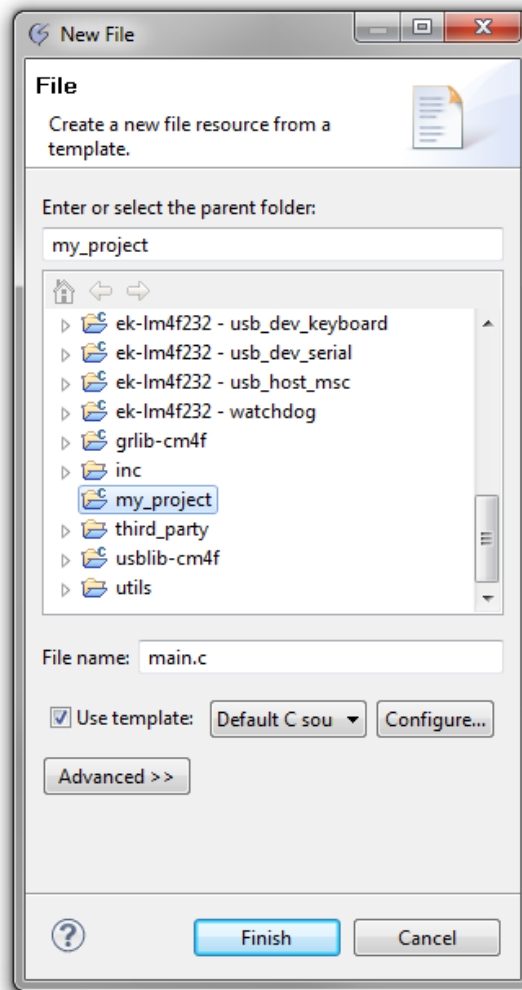 New File
File
Create a new file resource from a
template.
Enter or select the parent folder:
my_project
ek-lm4f232 - usb_dev_keyboard
ek-lm4f232 - usb_dev_serial
ek-lm4f232 - usb_host_msc
ek-lm4f232 - watchdog
grlib-cm4f
inc
my_project
third_party
usblib-cm4f
utils
File name: main.c
Use template: Default C sou Configure...
Advanced >>
Finish Cancel